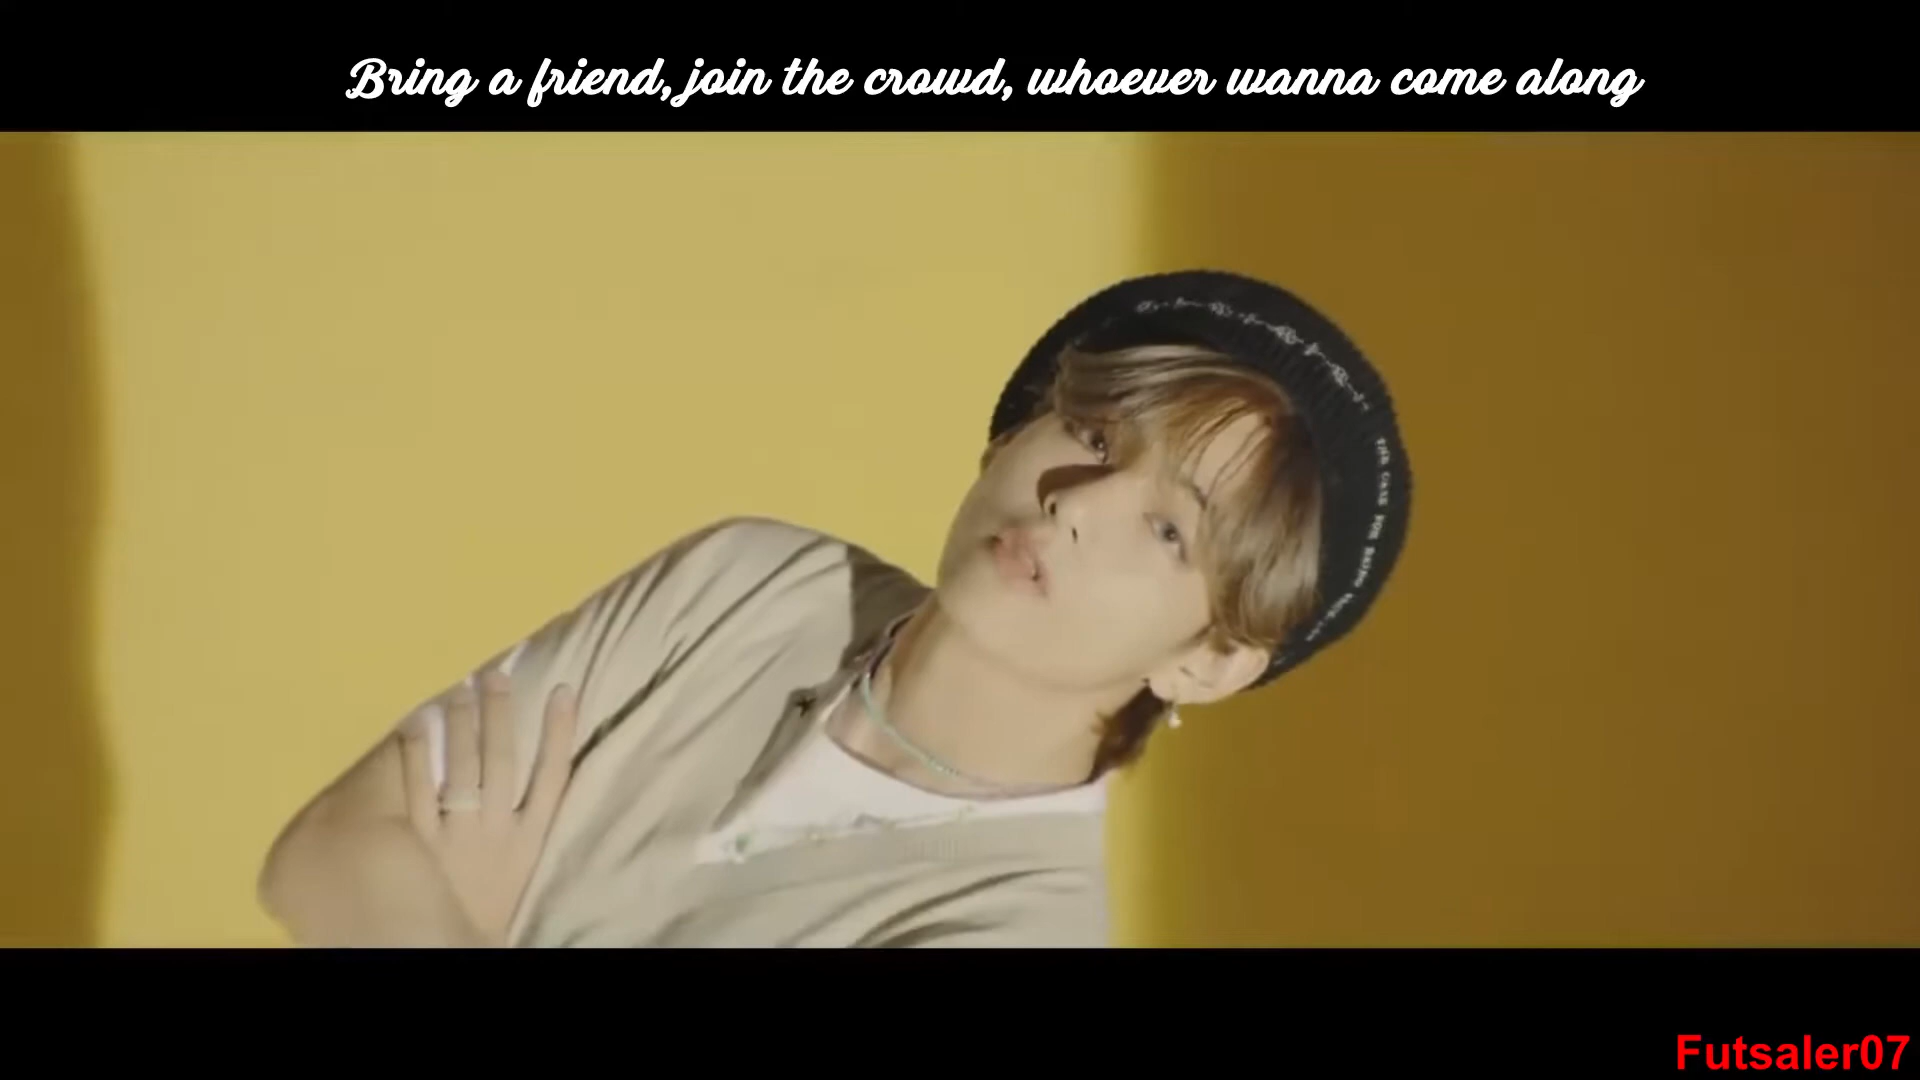 Bring a friend, join the crowd, whoever wanna come along
Futsaler07